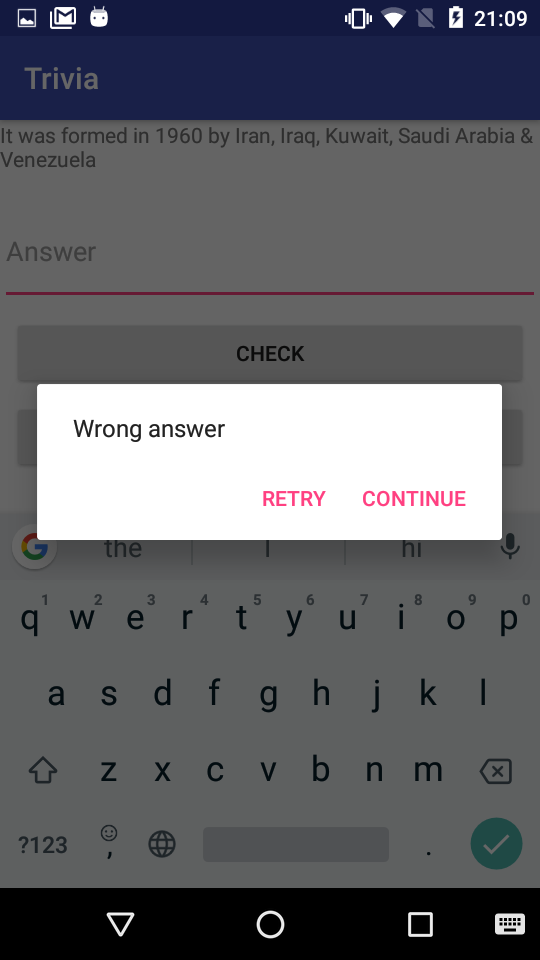 21:09
Trivia
It was formed in 1960 by Iran, Iraq, Kuwait, Saudi Arabia &
Venezuela
Answer
CHECK
Wrong answer
RETRY CONTINUE
the hi
1 2 3 4 5 6 7 8 9 0
q w e r t y u i o p
a s d f g h j k l
z x c v b n m
?123 , .